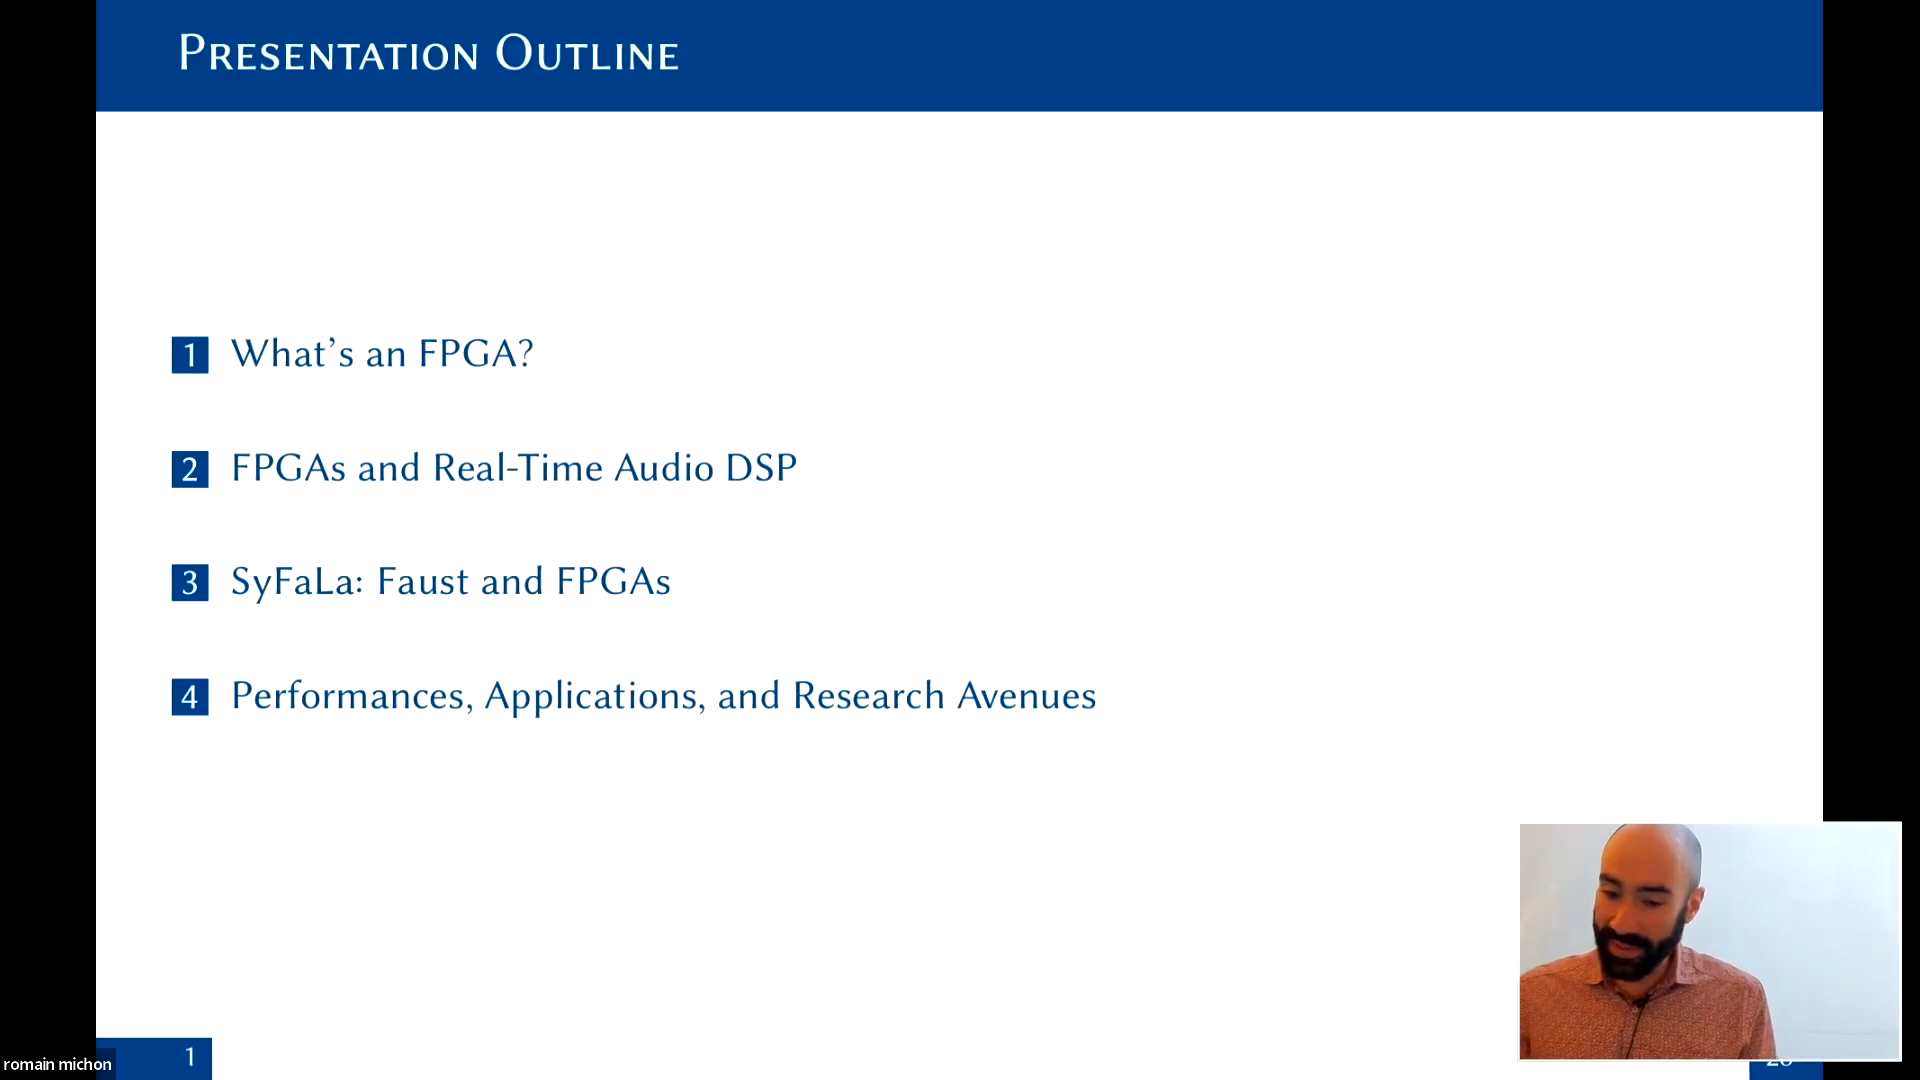 Presentation Outline
1 What's an FPGA?
2 FPGAs and Real-Time Audio DSP
3 SyFaLa: Faust and FPGAs
4 Performances, Applications, and Research Avenues
1
romain michon